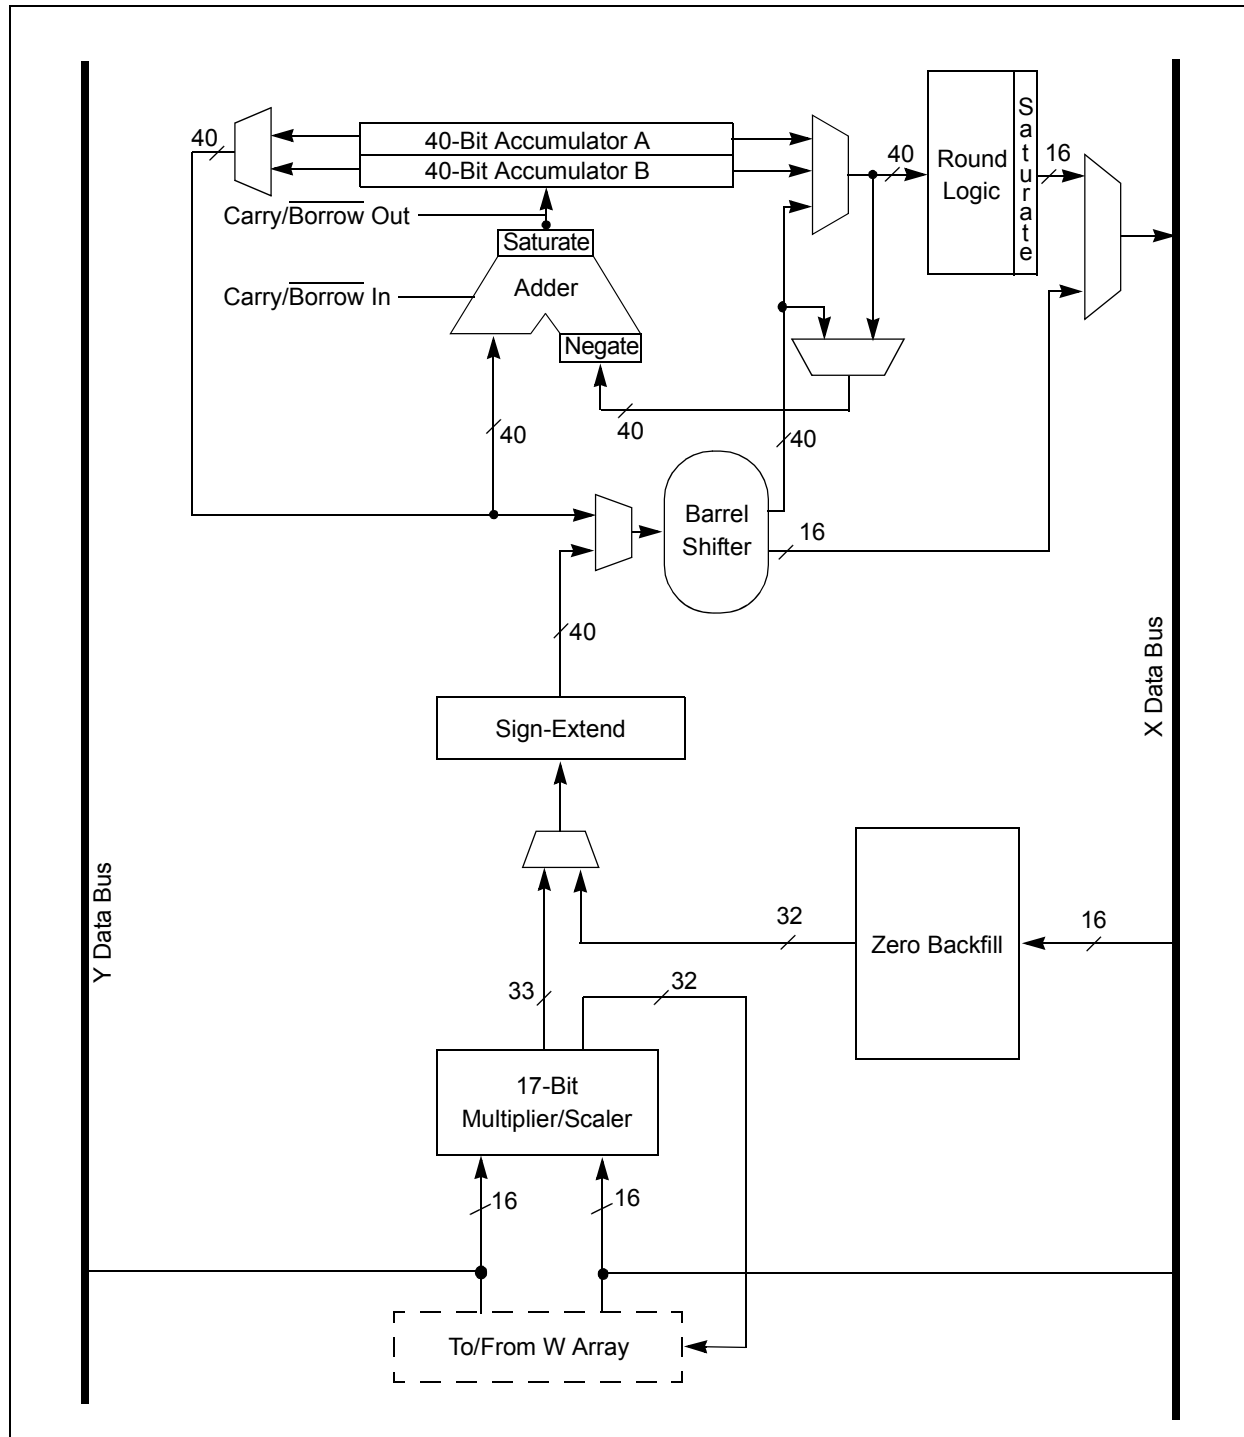 40
40-Bit Accumulator A
40-Bit Accumulator B
40
Round
Logic
Saturate
16
Carry/Borrow Out
Saturate
Carry/Borrow In
Adder
Negate
40
40
40
Barrel
Shifter
16
40
Sign-Extend
X Data Bus
Y Data Bus
32
Zero Backfill
16
33
32
17-Bit
Multiplier/Scaler
16
16
To/From W Array